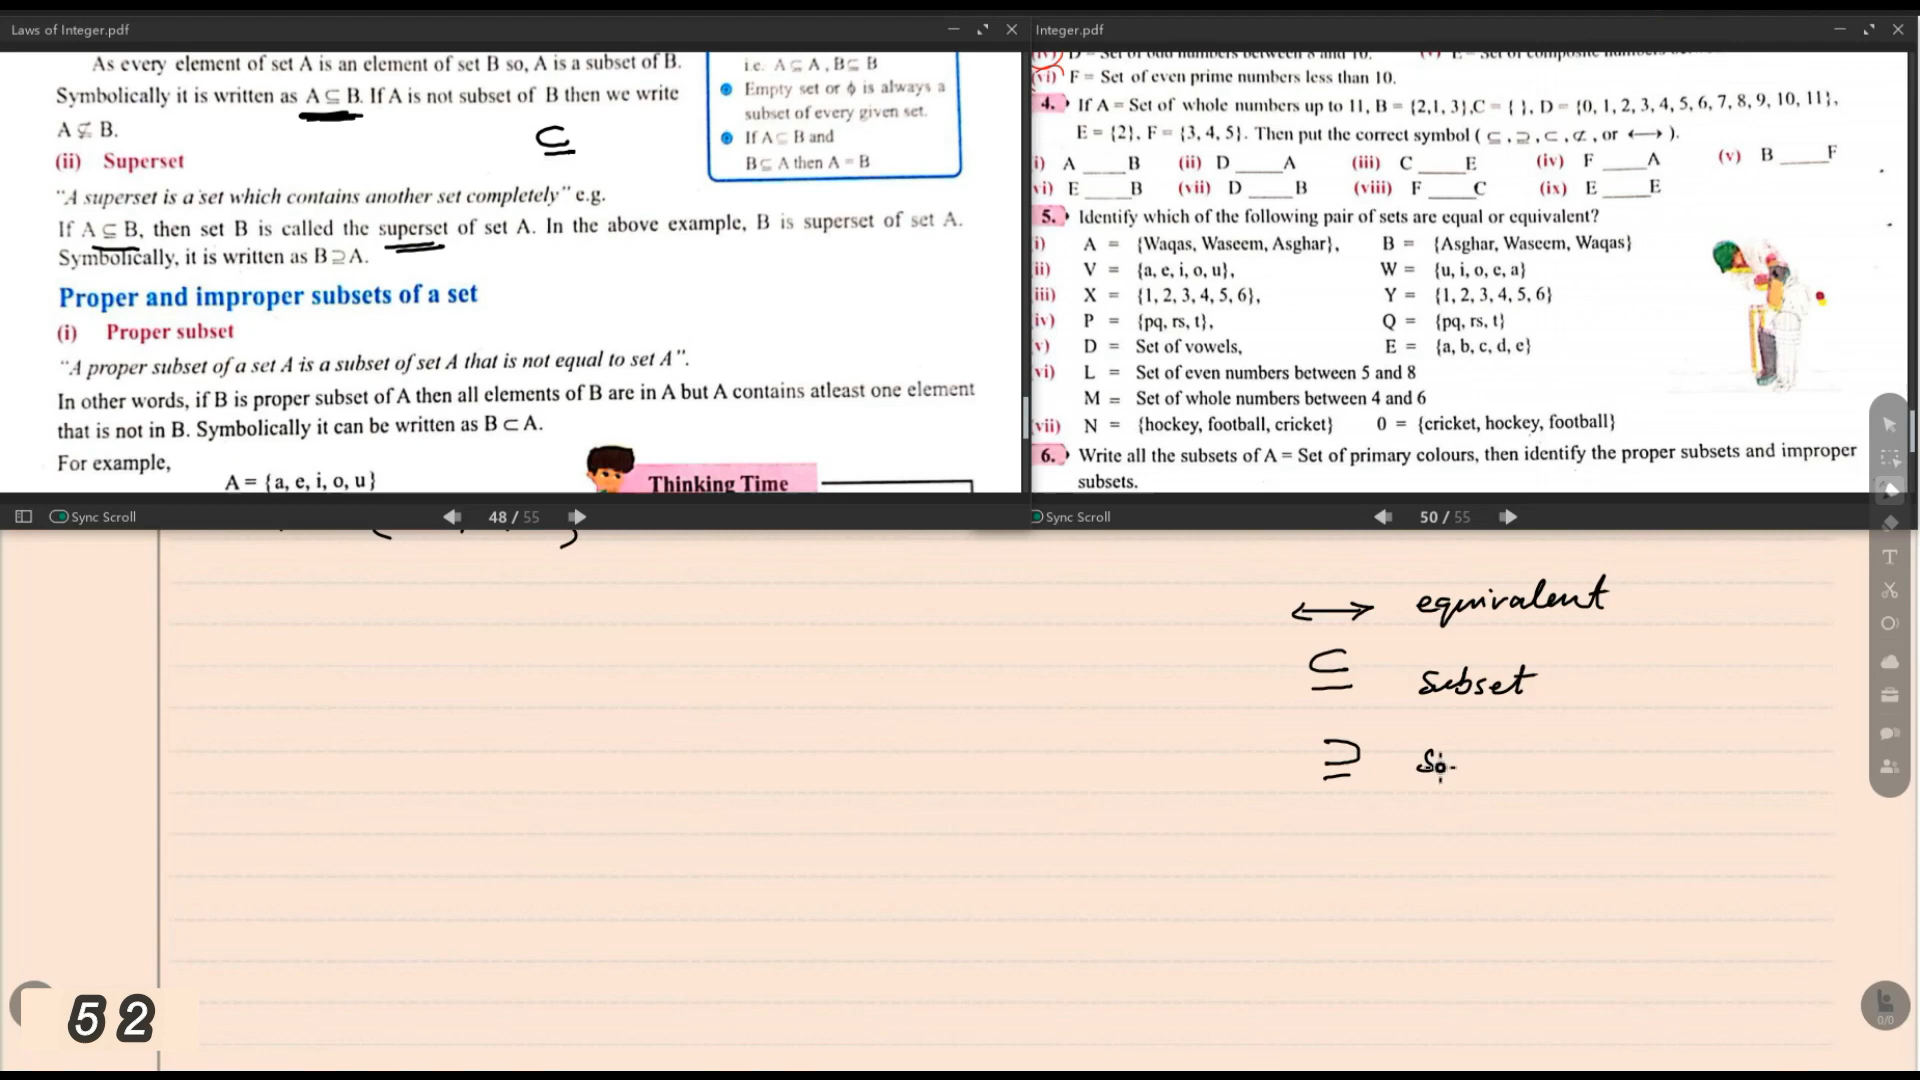 Laws of Integer.pdf
As every element of set A is an element of set B so, A is a subset of B.
Symbolically it is written as A ⊆ B. If A is not subset of B then we write
A ⊈ B.
⊆
(ii) Superset
"A superset is a set which contains another set completely" e.g.
If A ⊆ B, then set B is called the superset of set A. In the above example, B is superset of set A.
Symbolically, it is written as B ⊇ A.
Proper and improper subsets of a set
(i) Proper subset
"A proper subset of a set A is a subset of set A that is not equal to set A".
In other words, if B is proper subset of A then all elements of B are in A but A contains atleast one element
that is not in B. Symbolically it can be written as B ⊂ A.
For example,
A = {a, e, i, o, u}
Thinking Time
i.e. A ⊆ A, B ⊆ B
Empty set or ϕ is always a
subset of every given set.
If A ⊆ B and
B ⊆ A then A = B
Sync Scroll
48 / 55
Integer.pdf
(vi) F = Set of even prime numbers less than 10.
4. If A = Set of whole numbers up to 11, B = {2,1, 3},C = { }, D = {0, 1, 2, 3, 4, 5, 6, 7, 8, 9, 10, 11},
E = {2}, F = {3, 4, 5}. Then put the correct symbol ( ⊆ , ⊇ , ⊂ , ⊄ , or ⟷ ).
i) A ____ B (ii) D ____ A (iii) C ____ E (iv) F ____ A (v) B ____ F
vi) E ____ B (vii) D ____ B (viii) F ____ C (ix) E ____ E
5. Identify which of the following pair of sets are equal or equivalent?
i) A = {Waqas, Waseem, Asghar}, B = {Asghar, Waseem, Waqas}
ii) V = {a, e, i, o, u}, W = {u, i, o, e, a}
iii) X = {1, 2, 3, 4, 5, 6}, Y = {1, 2, 3, 4, 5, 6}
iv) P = {pq, rs, t}, Q = {pq, rs, t}
v) D = Set of vowels, E = {a, b, c, d, e}
vi) L = Set of even numbers between 5 and 8
M = Set of whole numbers between 4 and 6
vii) N = {hockey, football, cricket} 0 = {cricket, hockey, football}
6. Write all the subsets of A = Set of primary colours, then identify the proper subsets and improper
subsets.
Sync Scroll
50 / 55
⟷ equivalent
⊆ subset
⊇
52
0/0